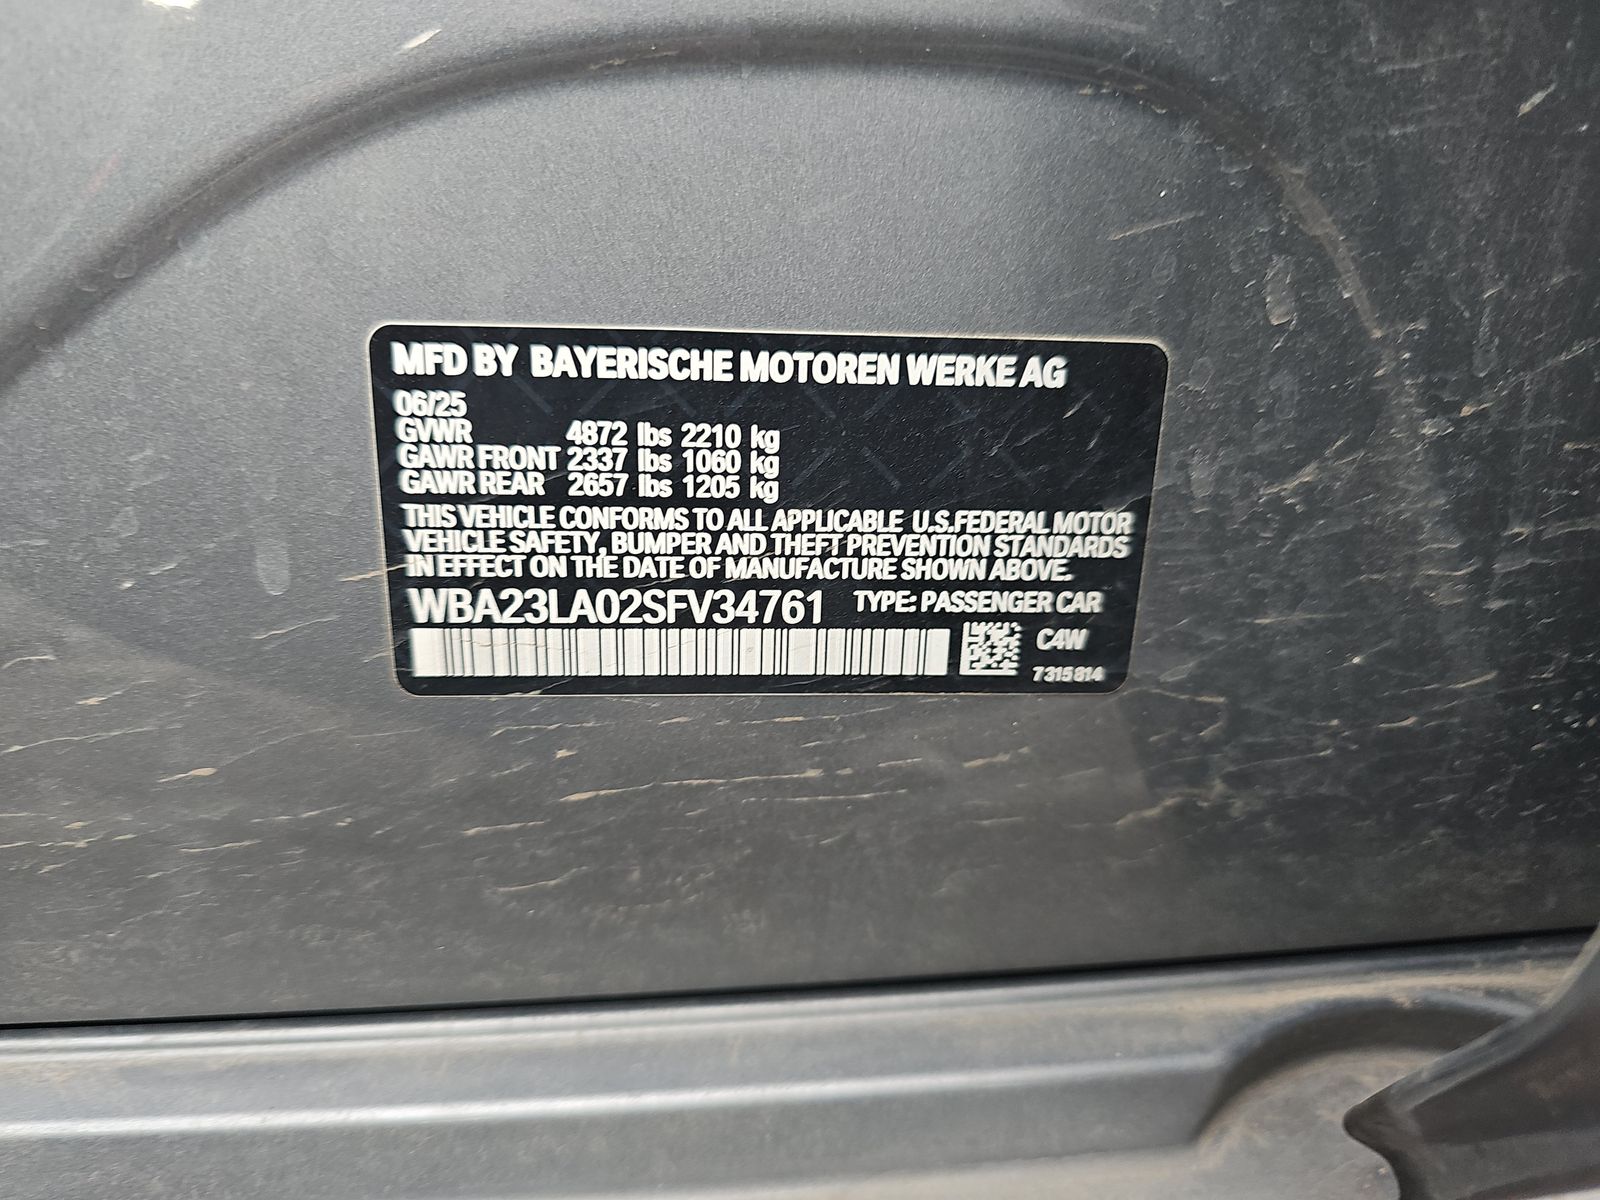 MFD BY BAYERISCHE MOTOREN WERKE AG
06/25
GVWR 4872 lbs 2210 kg
GAWR FRONT 2337 lbs 1060 kg
GAWR REAR 2657 lbs 1205 kg
THIS VEHICLE CONFORMS TO ALL APPLICABLE U.S.FEDERAL MOTOR
VEHICLE SAFETY, BUMPER AND THEFT PREVENTION STANDARDS
IN EFFECT ON THE DATE OF MANUFACTURE SHOWN ABOVE.
WBA23LA02SFV34761 TYPE: PASSENGER CAR
C4W
7315814